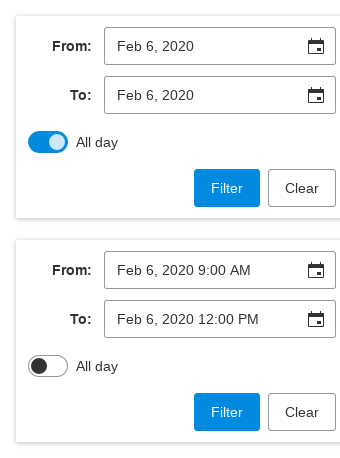 From: Feb 6, 2020
To: Feb 6, 2020
All day
Filter Clear
From: Feb 6, 2020 9:00 AM
To: Feb 6, 2020 12:00 PM
All day
Filter Clear